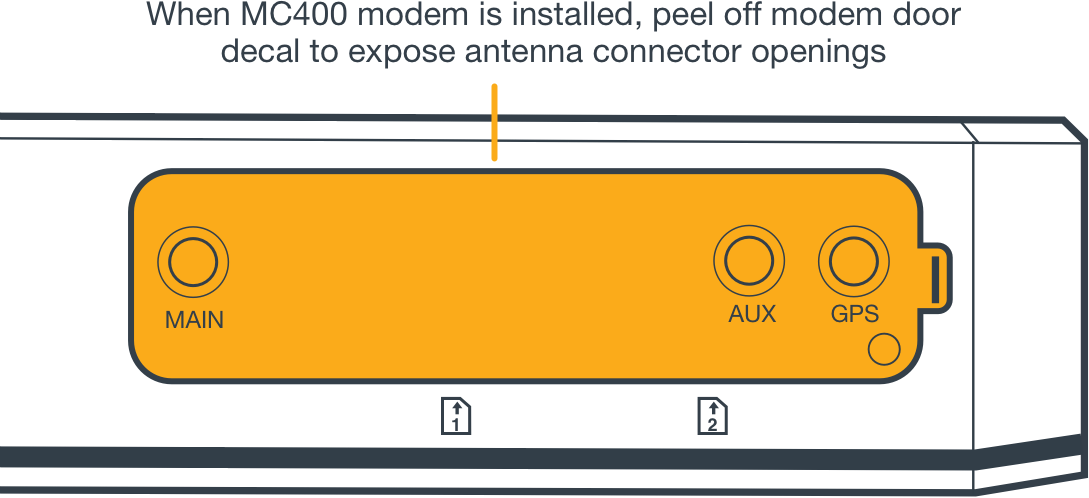 When MC400 modem is installed, peel off modem door
decal to expose antenna connector openings
MAIN
AUX
GPS
1
2